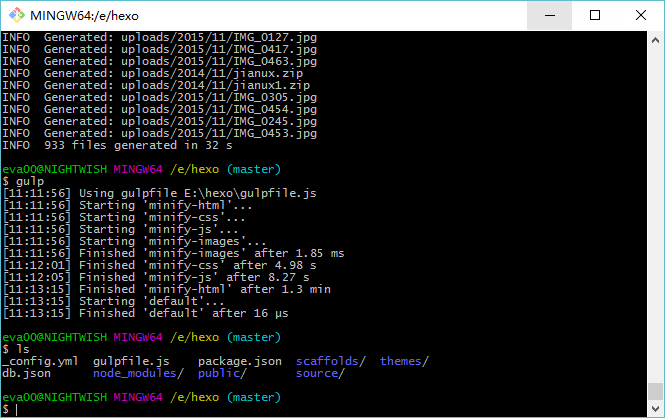 MINGW64:/e/hexo
INFO  Generated: uploads/2015/11/IMG_0127.jpg
INFO  Generated: uploads/2015/11/IMG_0417.jpg
INFO  Generated: uploads/2015/11/IMG_0463.jpg
INFO  Generated: uploads/2014/11/jianux.zip
INFO  Generated: uploads/2014/11/jianux1.zip
INFO  Generated: uploads/2015/11/IMG_0305.jpg
INFO  Generated: uploads/2015/11/IMG_0454.jpg
INFO  Generated: uploads/2015/11/IMG_0245.jpg
INFO  Generated: uploads/2015/11/IMG_0453.jpg
INFO  933 files generated in 32 s
eva00@NIGHTWISH MINGW64 /e/hexo (master)
$ gulp
[11:11:56] Using gulpfile E:\hexo\gulpfile.js
[11:11:56] Starting 'minify-html'...
[11:11:56] Starting 'minify-css'...
[11:11:56] Starting 'minify-js'...
[11:11:56] Starting 'minify-images'...
[11:11:56] Finished 'minify-images' after 1.85 ms
[11:12:01] Finished 'minify-css' after 4.98 s
[11:12:05] Finished 'minify-js' after 8.27 s
[11:13:15] Finished 'minify-html' after 1.3 min
[11:13:15] Starting 'default'...
[11:13:15] Finished 'default' after 16 μs
eva00@NIGHTWISH MINGW64 /e/hexo (master)
$ ls
_config.yml  gulpfile.js    package.json  scaffolds/  themes/
db.json      node_modules/  public/       source/
eva00@NIGHTWISH MINGW64 /e/hexo (master)
$